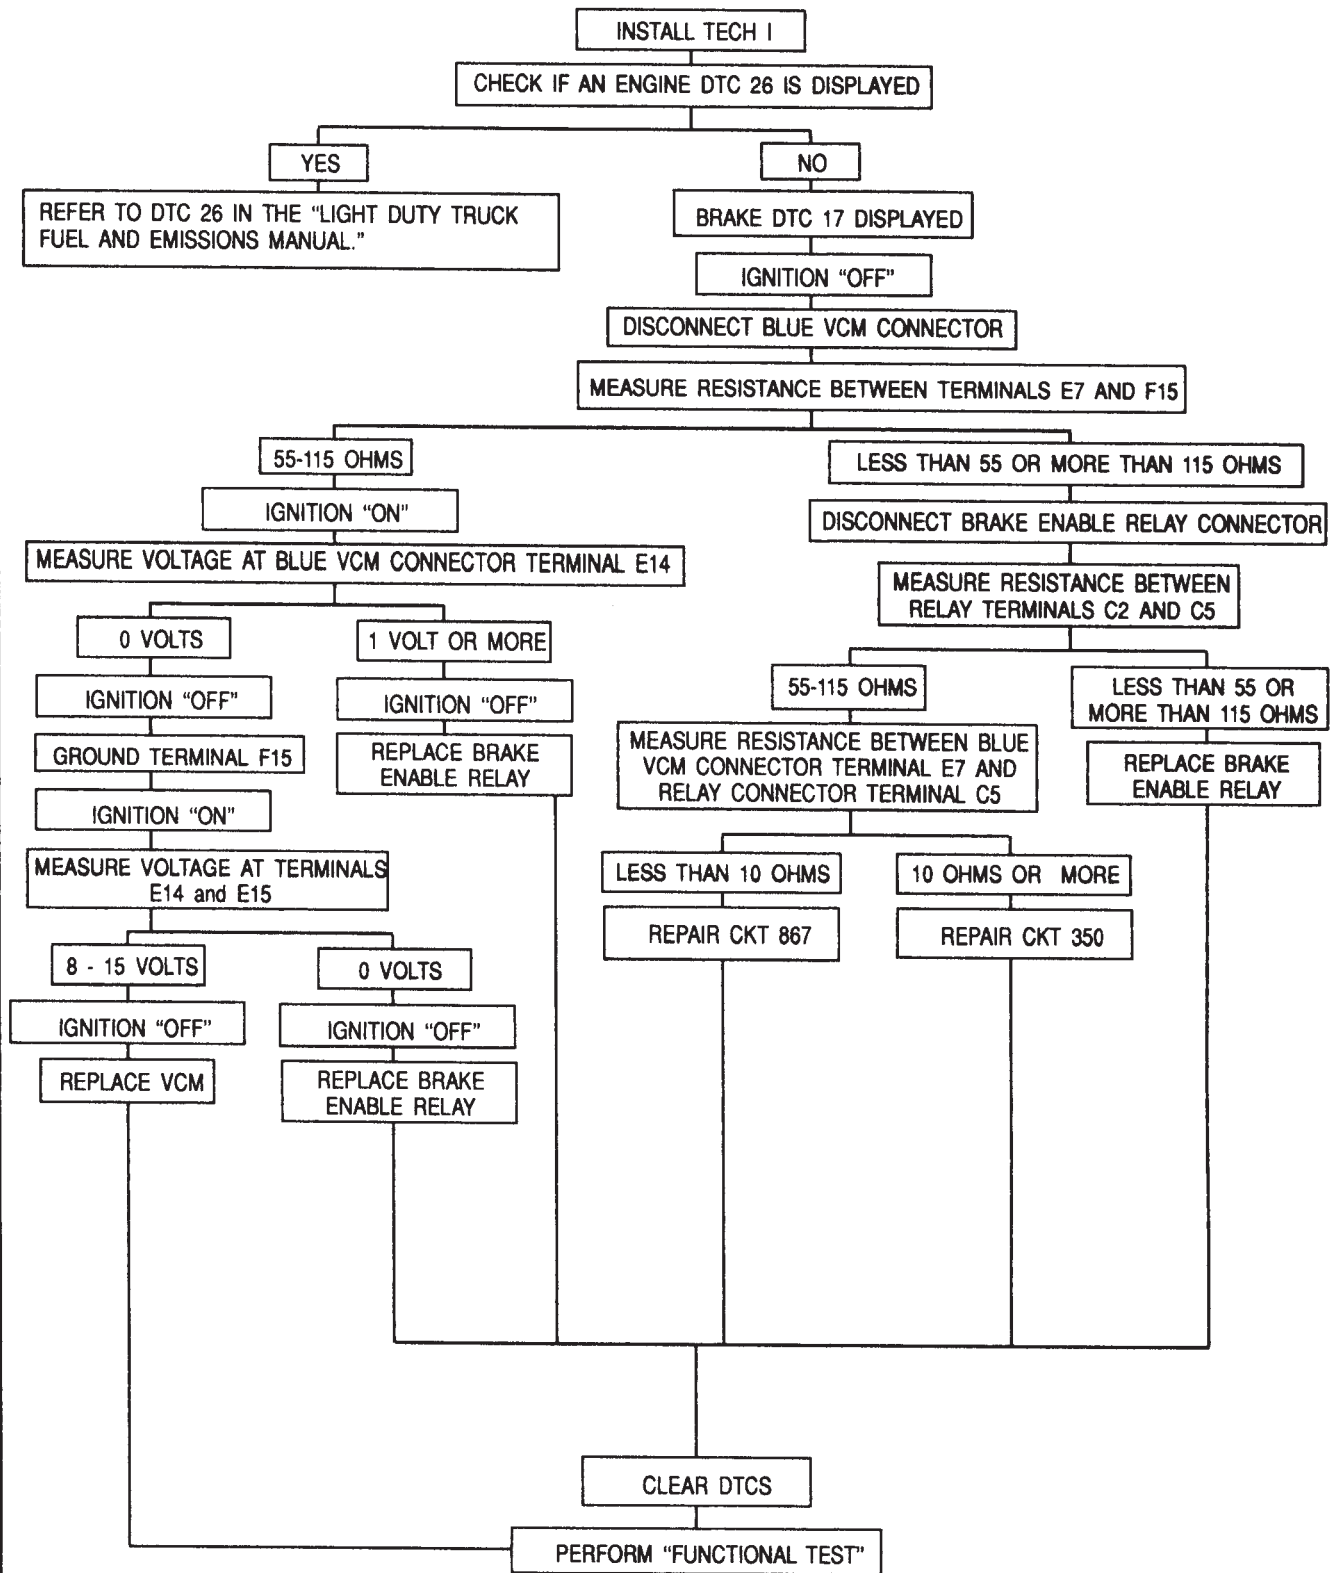 INSTALL TECH I
CHECK IF AN ENGINE DTC 26 IS DISPLAYED
YES
NO
REFER TO DTC 26 IN THE “LIGHT DUTY TRUCK
FUEL AND EMISSIONS MANUAL.”
BRAKE DTC 17 DISPLAYED
IGNITION “OFF”
DISCONNECT BLUE VCM CONNECTOR
MEASURE RESISTANCE BETWEEN TERMINALS E7 AND F15
55-115 OHMS
IGNITION “ON”
MEASURE VOLTAGE AT BLUE VCM CONNECTOR TERMINAL E14
0 VOLTS
IGNITION “OFF”
GROUND TERMINAL F15
IGNITION “ON”
MEASURE VOLTAGE AT TERMINALS
E14 and E15
8 - 15 VOLTS
IGNITION “OFF”
REPLACE VCM
0 VOLTS
IGNITION “OFF”
REPLACE BRAKE
ENABLE RELAY
1 VOLT OR MORE
IGNITION “OFF”
REPLACE BRAKE
ENABLE RELAY
LESS THAN 55 OR MORE THAN 115 OHMS
DISCONNECT BRAKE ENABLE RELAY CONNECTOR
MEASURE RESISTANCE BETWEEN
RELAY TERMINALS C2 AND C5
55-115 OHMS
MEASURE RESISTANCE BETWEEN BLUE
VCM CONNECTOR TERMINAL E7 AND
RELAY CONNECTOR TERMINAL C5
LESS THAN 10 OHMS
REPAIR CKT 867
10 OHMS OR MORE
REPAIR CKT 350
LESS THAN 55 OR
MORE THAN 115 OHMS
REPLACE BRAKE
ENABLE RELAY
CLEAR DTCS
PERFORM “FUNCTIONAL TEST”